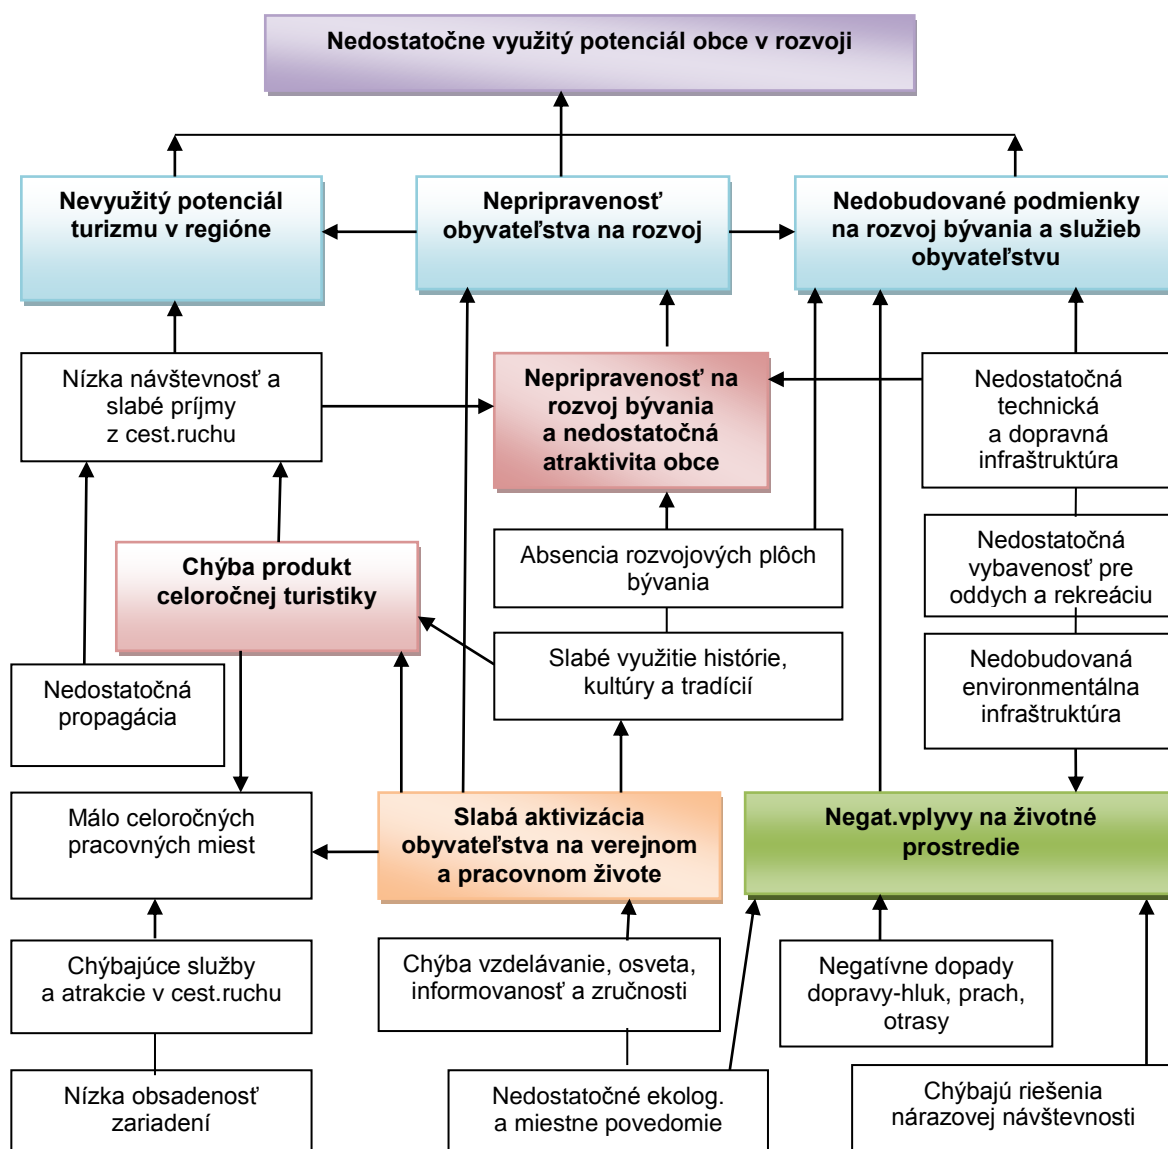 Nedostatočne využitý potenciál obce v rozvoji
Nevyužitý potenciál
turizmu v regióne
Nepripravenosť
obyvateľstva na rozvoj
Nedobudované podmienky
na rozvoj bývania a služieb
obyvateľstvu
Nízka návštevnosť a
slabé príjmy
z cest.ruchu
Nepripravenosť na
rozvoj bývania
a nedostatočná
atraktivita obce
Nedostatočná
technická
a dopravná
infraštruktúra
Chýba produkt
celoročnej turistiky
Absencia rozvojových plôch
bývania
Nedostatočná
vybavenosť pre
oddych a rekreáciu
Nedostatočná
propagácia
Slabé využitie histórie,
kultúry a tradícií
Nedobudovaná
environmentálna
infraštruktúra
Málo celoročných
pracovných miest
Slabá aktivizácia
obyvateľstva na verejnom
a pracovnom živote
Negat.vplyvy na životné
prostredie
Chýbajúce služby
a atrakcie v cest.ruchu
Chýba vzdelávanie, osveta,
informovanosť a zručnosti
Negatívne dopady
dopravy-hluk, prach,
otrasy
Nízka obsadenosť
zariadení
Nedostatočné ekolog.
a miestne povedomie
Chýbajú riešenia
nárazovej návštevnosti